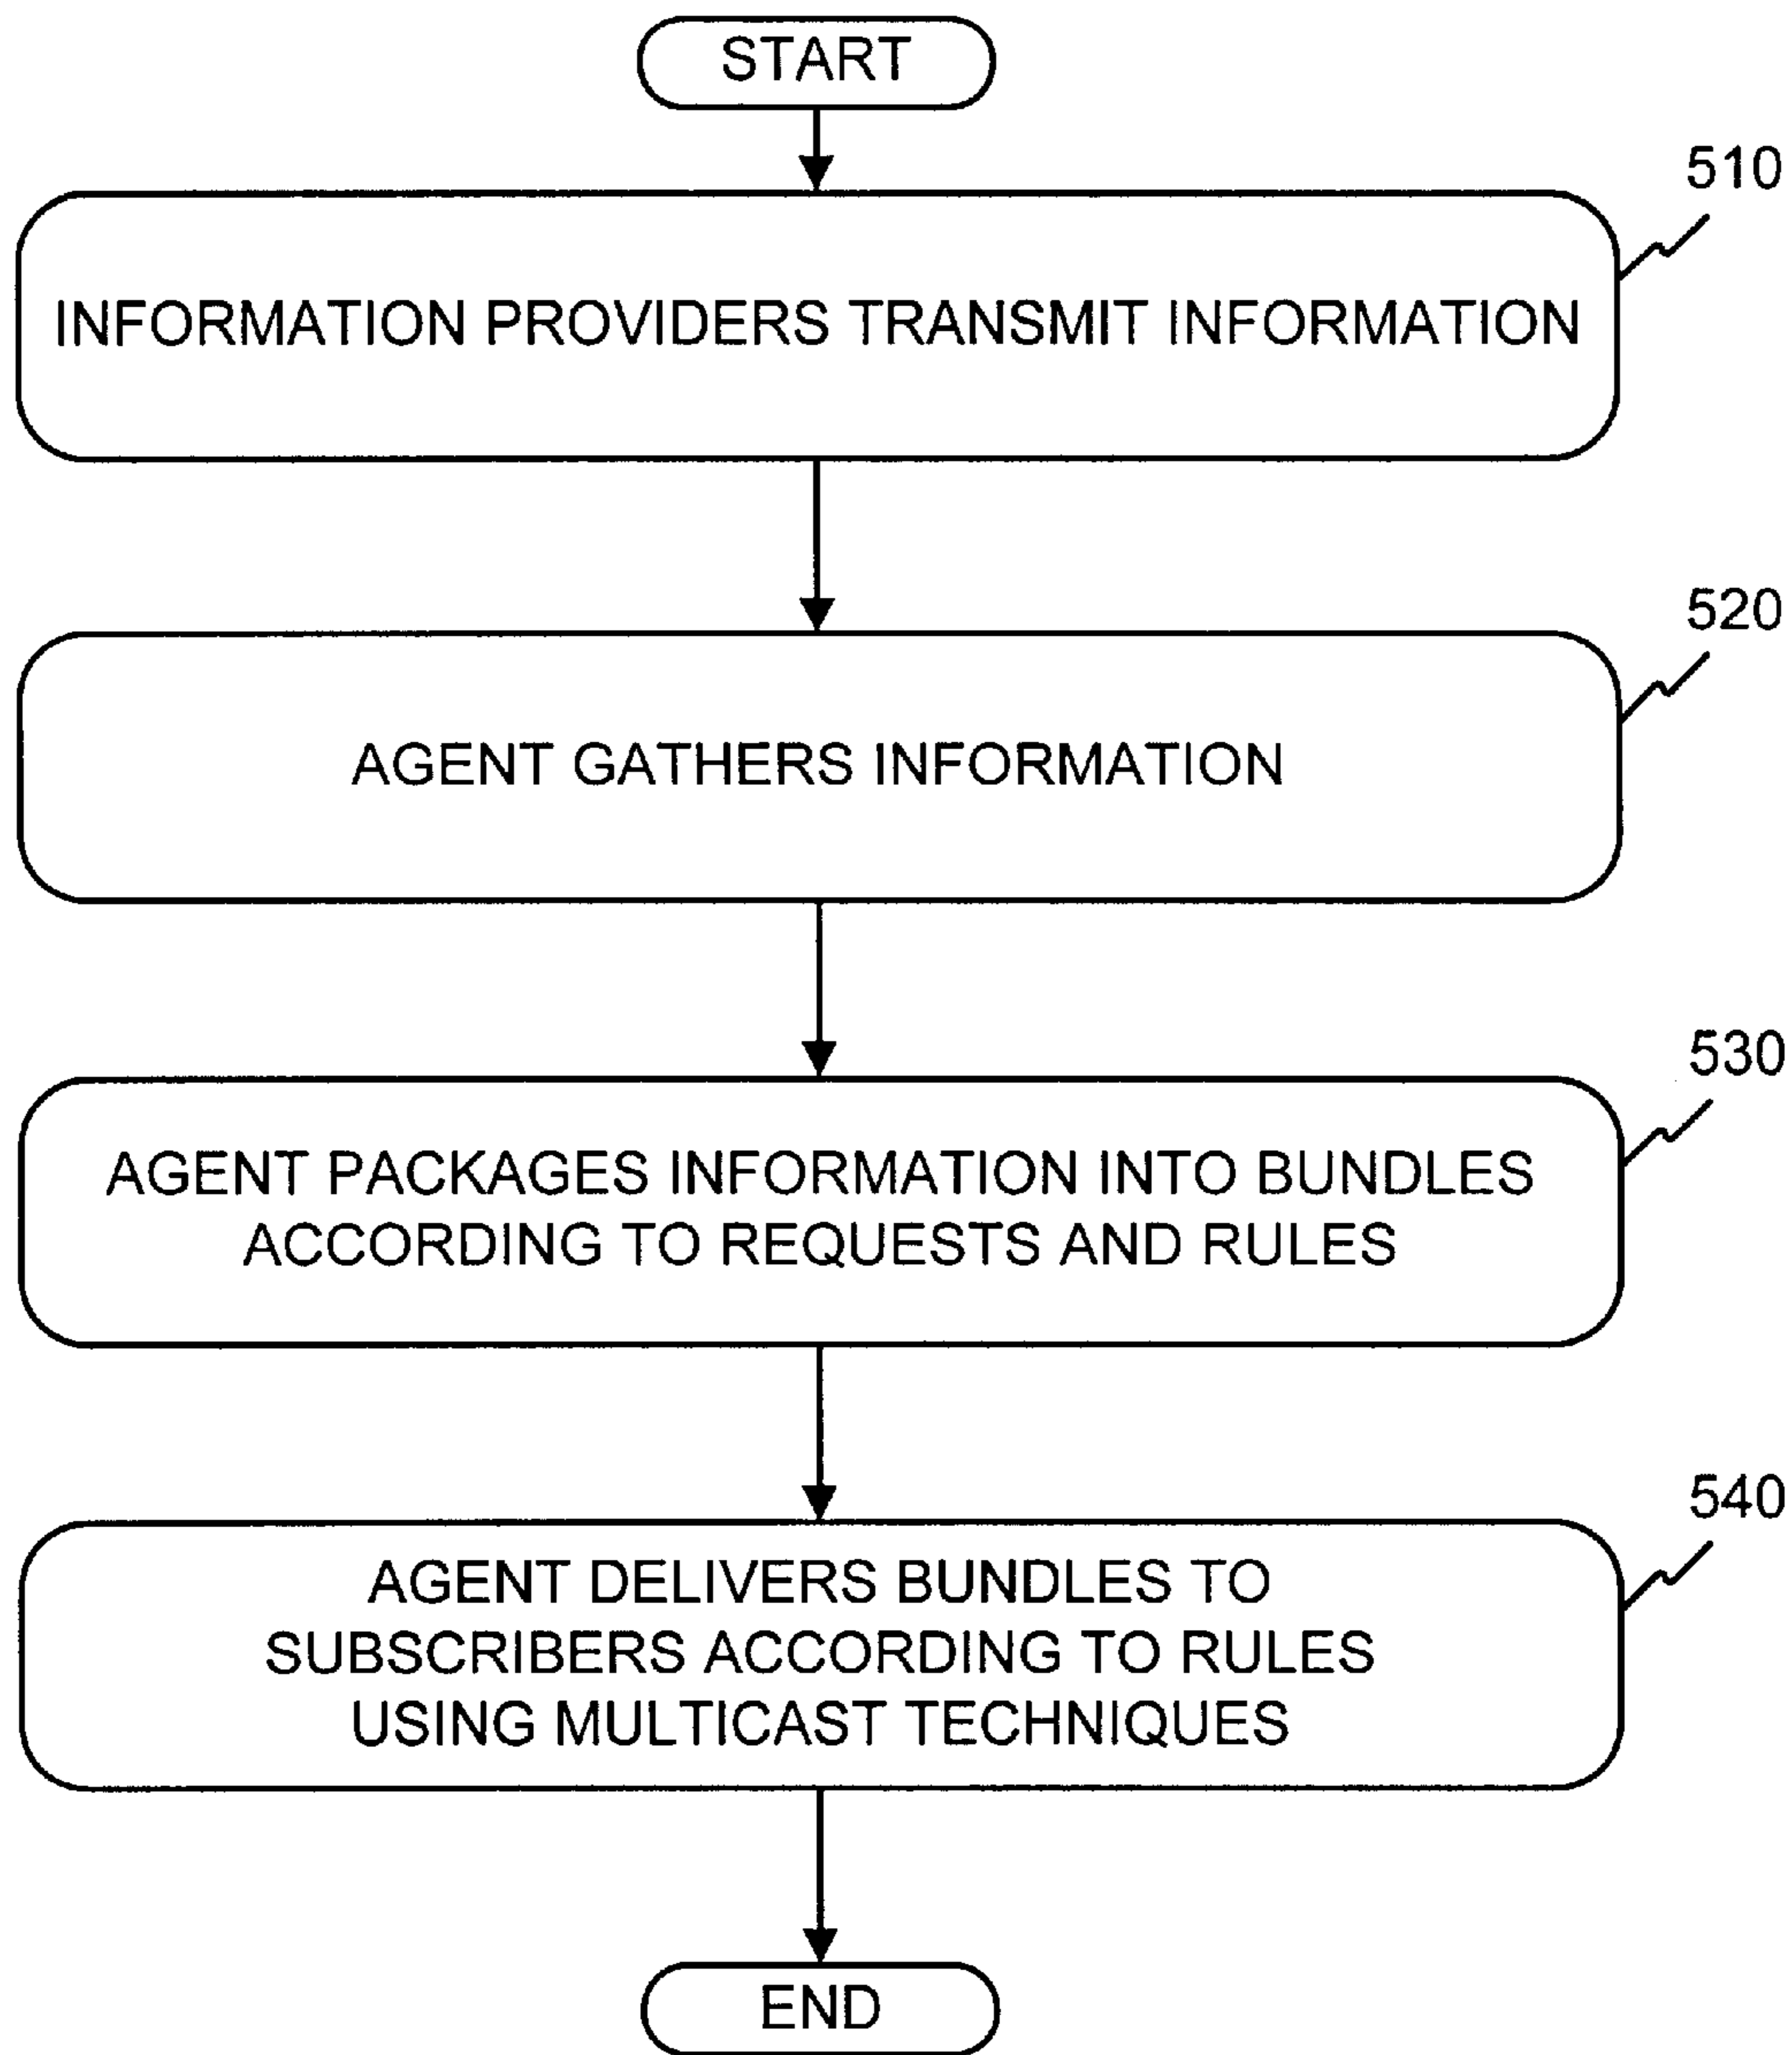 START
510
INFORMATION PROVIDERS TRANSMIT INFORMATION
520
AGENT GATHERS INFORMATION
530
AGENT PACKAGES INFORMATION INTO BUNDLES
ACCORDING TO REQUESTS AND RULES
540
AGENT DELIVERS BUNDLES TO
SUBSCRIBERS ACCORDING TO RULES
USING MULTICAST TECHNIQUES
END